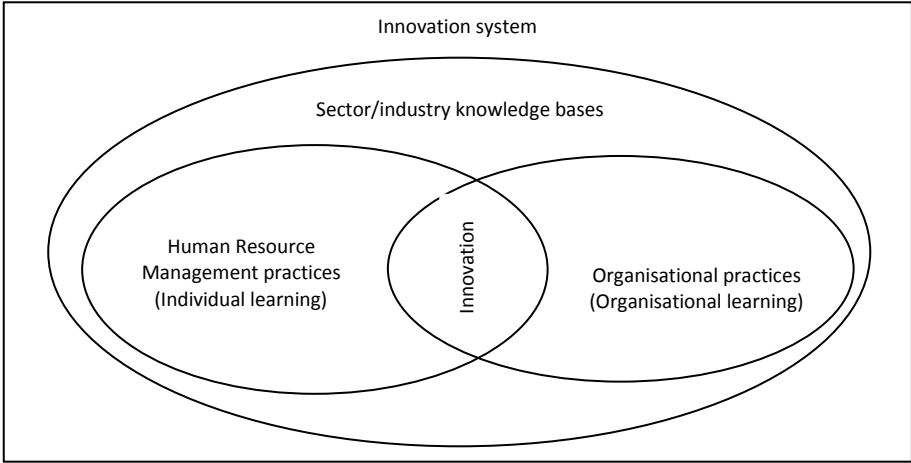 Innovation system
Sector/industry knowledge bases
Human Resource
Management practices
(Individual learning)
Innovation
Organisational practices
(Organisational learning)